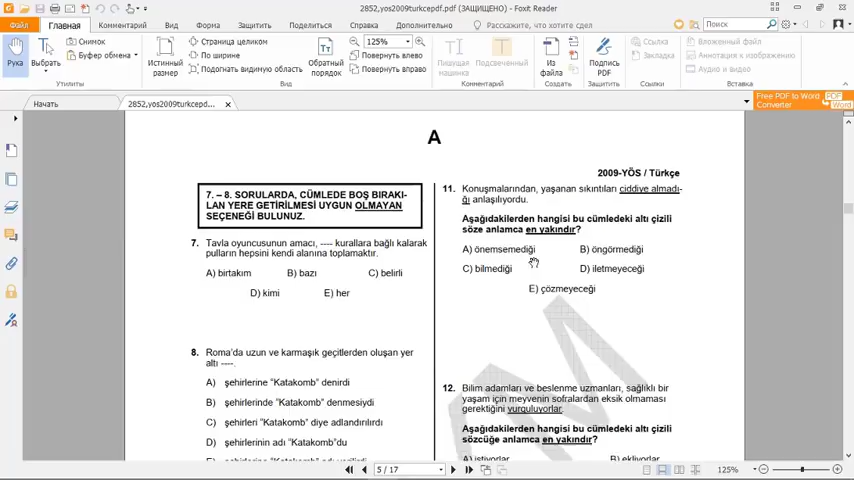 2852,yos2009turkcepdf.pdf (ЗАЩИЩЕНО) - Foxit Reader
Файл
Главная
Комментарий
Вид
Форма
Защитить
Поделиться
Справка
Дополнительно
Расскажите, что хотите сдел
Поиск
Рука
Выбрать
Снимок
Буфер обмена
Утилиты
Истинный размер
Страница целиком
По ширине
Подогнать видимую область
Обратный порядок
125%
Повернуть влево
Повернуть вправо
Вид
Пишущая машинка
Подсвеченный
Комментарий
Из файла
Создать
Подпись PDF
Защитить
Ссылка
Закладка
Ссылки
Вложенный файл
Аннотация к изображению
Аудио и видео
Вставка
Начать
2852,yos2009turkcepd...
Free PDF to Word Converter
PDF
Word
A
7. – 8. SORULARDA, CÜMLEDE BOŞ BIRAKI-
LAN YERE GETİRİLMESİ UYGUN OLMAYAN
SEÇENEĞİ BULUNUZ.
7. Tavla oyuncusunun amacı, ---- kurallara bağlı kalarak
pulların hepsini kendi alanına toplamaktır.
A) birtakım B) bazı C) belirli
D) kimi E) her
8. Roma'da uzun ve karmaşık geçitlerden oluşan yer
altı ----.
A) şehirlerine "Katakomb" denirdi
B) şehirlerinde "Katakomb" denmesiydi
C) şehirleri "Katakomb" diye adlandırılırdı
D) şehirlerinin adı "Katakomb"du
2009-YÖS / Türkçe
11. Konuşmalarından, yaşanan sıkıntıları ciddiye almadı-
ğı anlaşılıyordu.
Aşağıdakilerden hangisi bu cümledeki altı çizili
söze anlamca en yakındır?
A) önemsemediği B) öngörmediği
C) bilmediği D) iletmeyeceği
E) çözmeyeceği
12. Bilim adamları ve beslenme uzmanları, sağlıklı bir
yaşam için meyvenin sofralardan eksik olmaması
gerektiğini vurguluyorlar.
Aşağıdakilerden hangisi bu cümledeki altı çizili
sözcüğe anlamca en yakındır?
A) istiyorlar B) ekliyorlar
5 / 17
125%